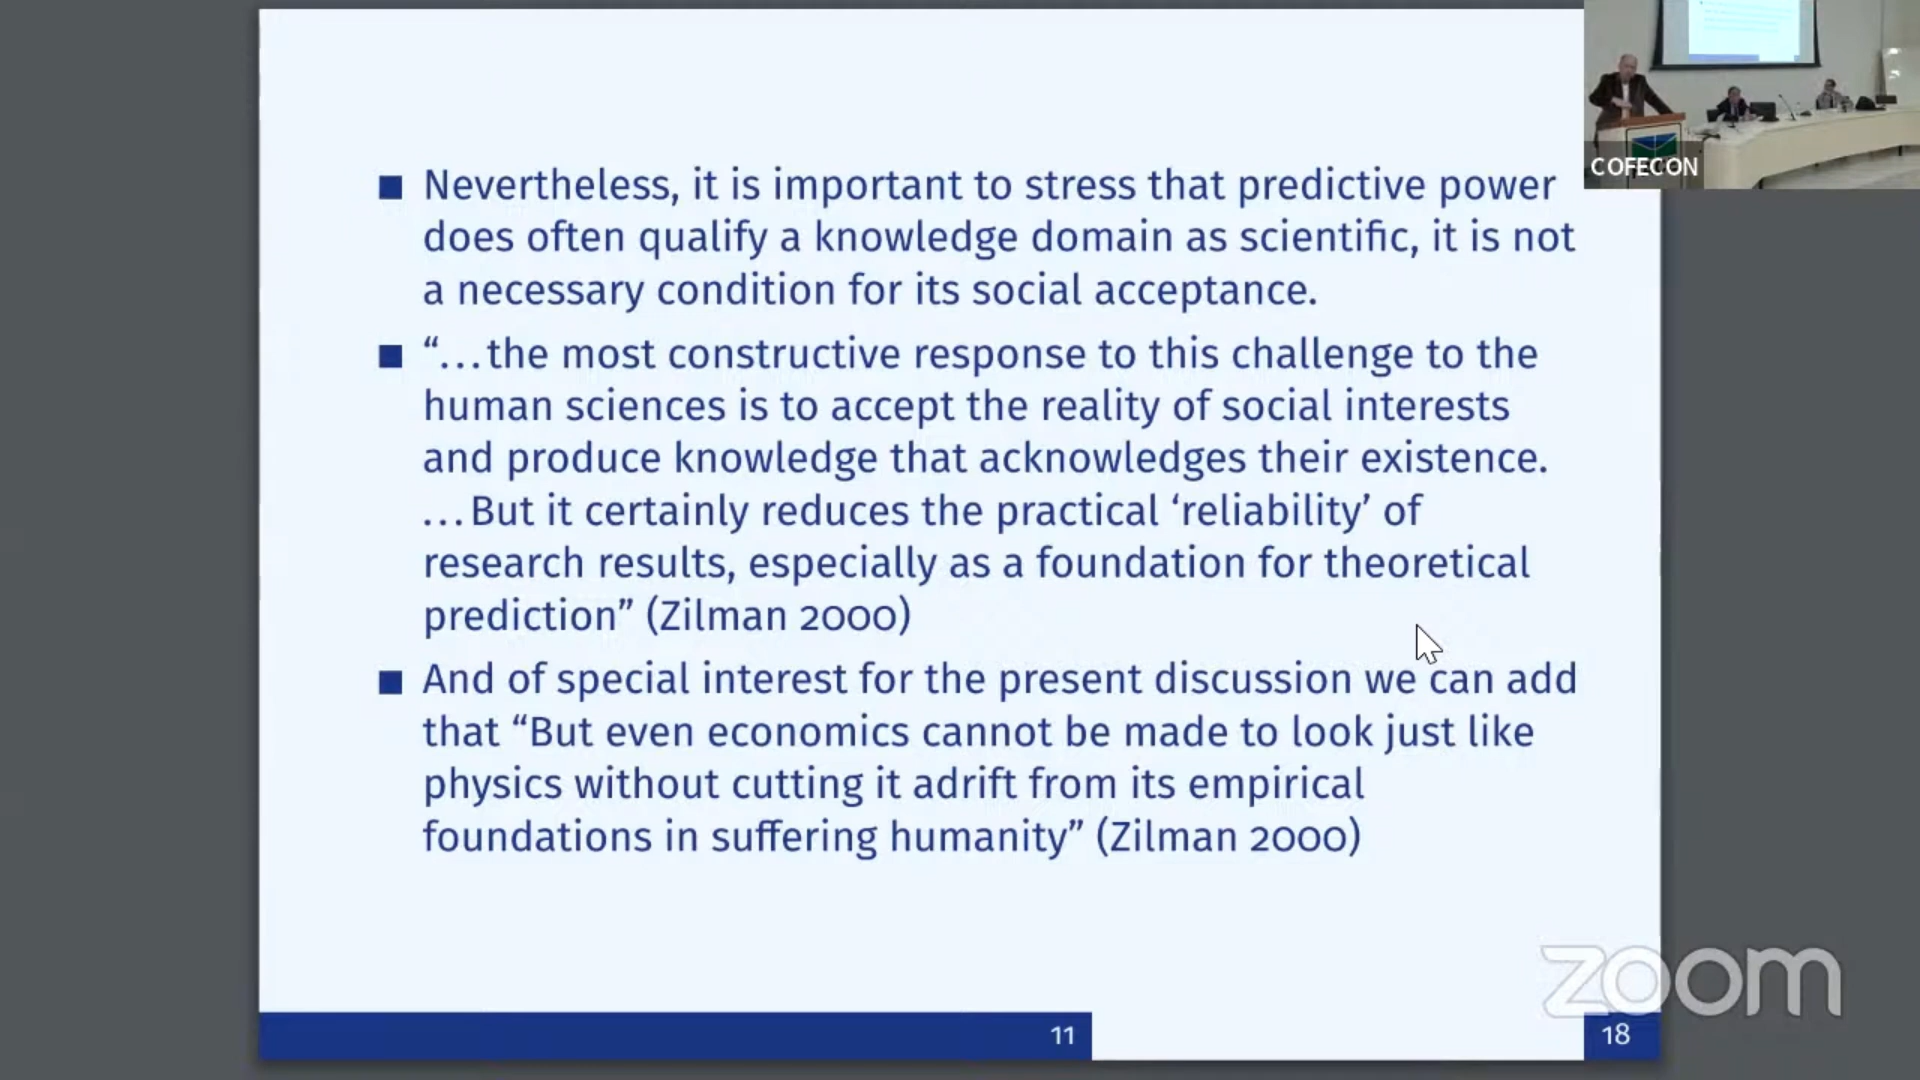 COFECON
■ Nevertheless, it is important to stress that predictive power
does often qualify a knowledge domain as scientific, it is not
a necessary condition for its social acceptance.
■ “…the most constructive response to this challenge to the
human sciences is to accept the reality of social interests
and produce knowledge that acknowledges their existence.
…But it certainly reduces the practical ‘reliability’ of
research results, especially as a foundation for theoretical
prediction” (Zilman 2000)
■ And of special interest for the present discussion we can add
that “But even economics cannot be made to look just like
physics without cutting it adrift from its empirical
foundations in suffering humanity” (Zilman 2000)
zoom
11
18